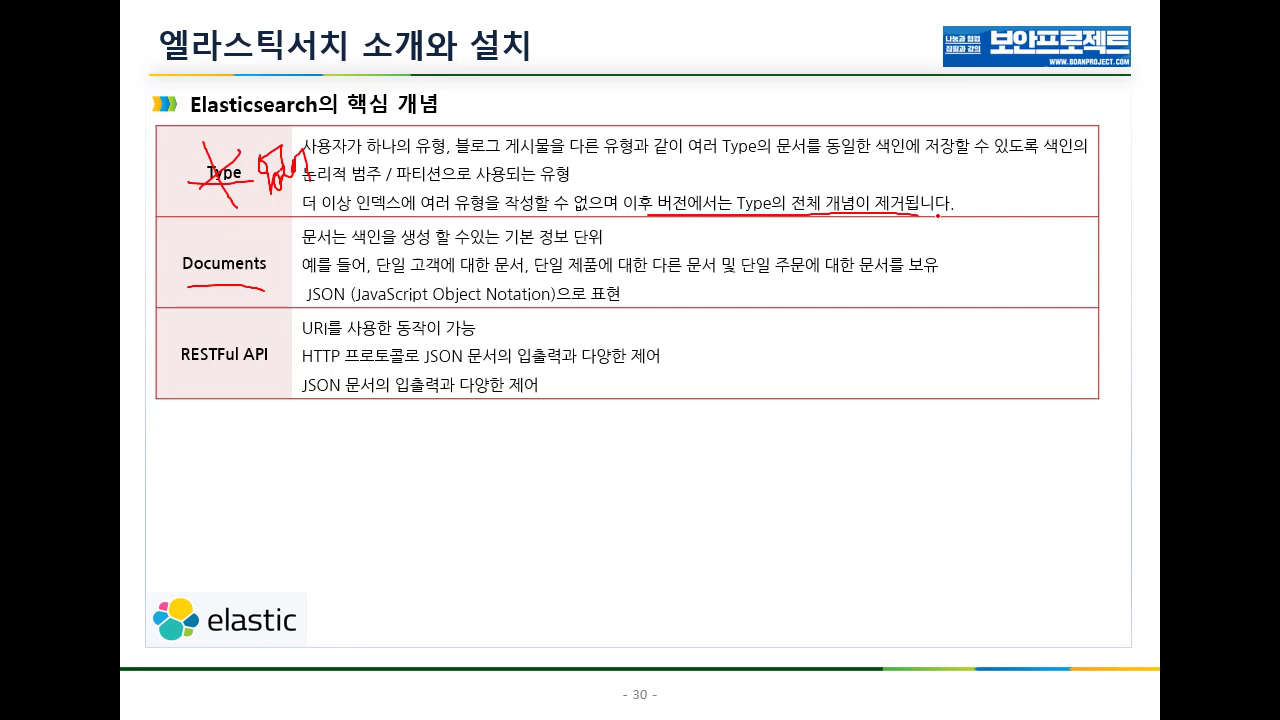 엘라스틱서치 소개와 설치
나눔과 협업
집필과 강의
보안프로젝트
WWW.BOANPROJECT.COM
Elasticsearch의 핵심 개념
Type
사용자가 하나의 유형, 블로그 게시물을 다른 유형과 같이 여러 Type의 문서를 동일한 색인에 저장할 수 있도록 색인의
논리적 범주 / 파티션으로 사용되는 유형
더 이상 인덱스에 여러 유형을 작성할 수 없으며 이후 버전에서는 Type의 전체 개념이 제거됩니다.
Documents
문서는 색인을 생성 할 수있는 기본 정보 단위
예를 들어, 단일 고객에 대한 문서, 단일 제품에 대한 다른 문서 및 단일 주문에 대한 문서를 보유
JSON (JavaScript Object Notation)으로 표현
RESTFul API
URI를 사용한 동작이 가능
HTTP 프로토콜로 JSON 문서의 입출력과 다양한 제어
JSON 문서의 입출력과 다양한 제어
elastic
- 30 -